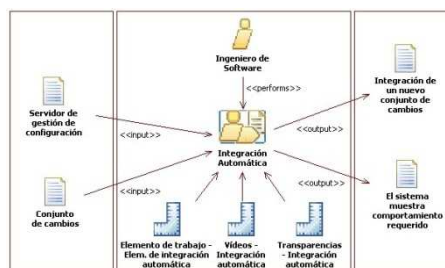 Ingeniero de
Software
<<performs>>
Servidor de
gestión de
configuración
<<input>>
Integración
Automática
<<output>>
Integración de
un nuevo
conjunto de
cambios
Conjunto
de cambios
<<input>>
<<output>>
El sistema
muestra
comportamiento
requerido
Elemento de trabajo -
Elem. de integración
automática
Vídeos -
Integración
automática
Transparencias -
Integración
automática